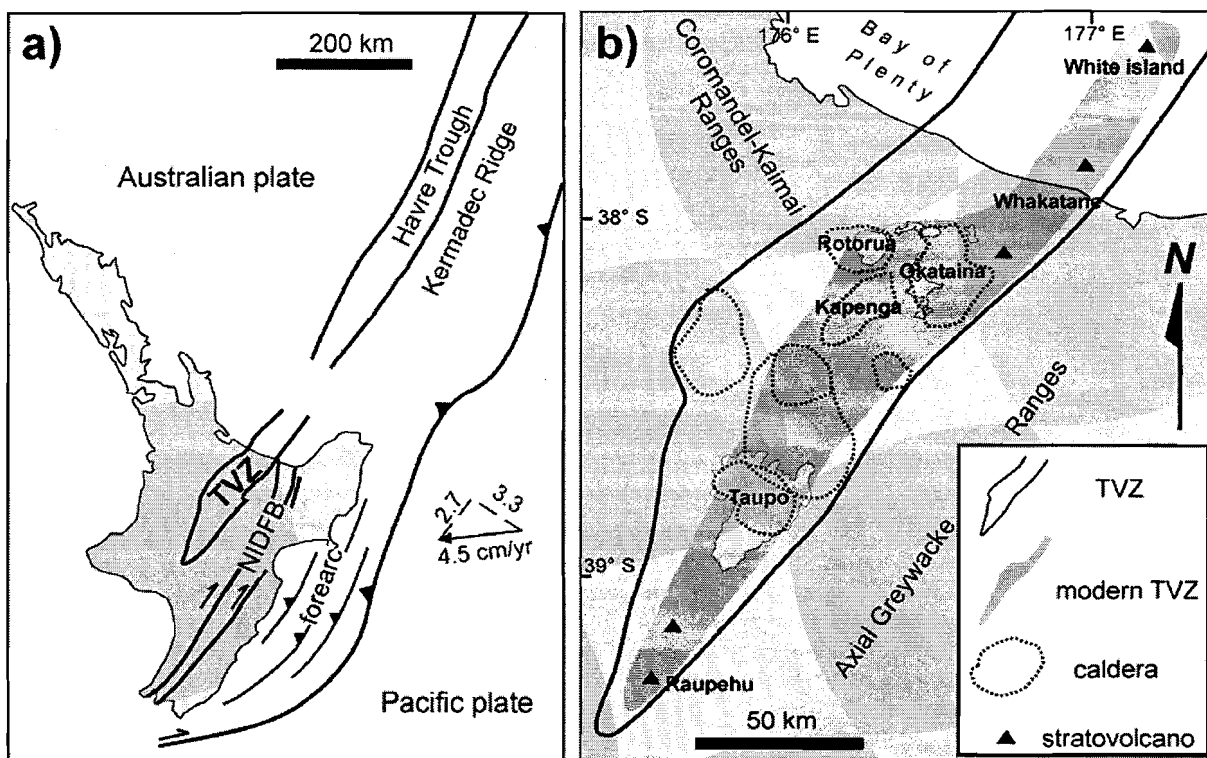 a)
200 km
Australian plate
Havre Trough
Kermadec Ridge
TVZ
NIDFB
forearc
2.7
3.3
4.5 cm/yr
Pacific plate
b)
176° E
177° E
Bay of
Plenty
White island
Coromandel-Kaimai
Ranges
38° S
Whakatane
Rotorua
Okataina
Kapenga
N
Taupo
39° S
Axial Greywacke
Ranges
Raupehu
50 km
TVZ
modern TVZ
caldera
stratovolcano